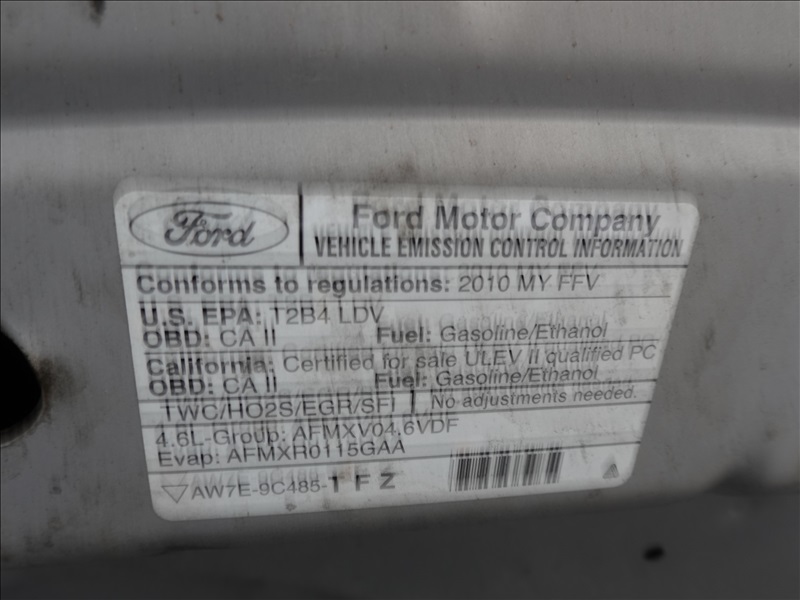 Ford
Ford Motor Company
VEHICLE EMISSION CONTROL INFORMATION
Conforms to regulations: 2010 MY FFV
U.S. EPA: T2B4 LDV
OBD: CA II Fuel: Gasoline/Ethanol
California: Certified for sale ULEV II qualified PC
OBD: CA II Fuel: Gasoline/Ethanol
TWC/HO2S/EGR/SFI No adjustments needed.
4.6L-Group: AFMXV04.6VDF
Evap: AFMXR0115GAA
AW7E-9C485-1 F Z